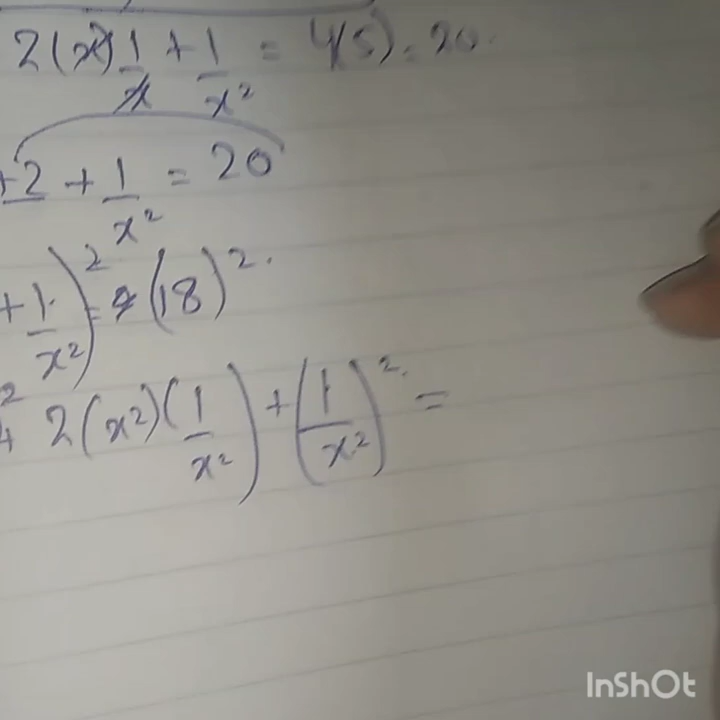 2(x)1/x + 1/x² = 4(5) = 20.
+2 + 1/x² = 20
+ 1/x²)² = (18)².
2 + 2(x²)(1/x²) + (1/x²)² =
InShOt